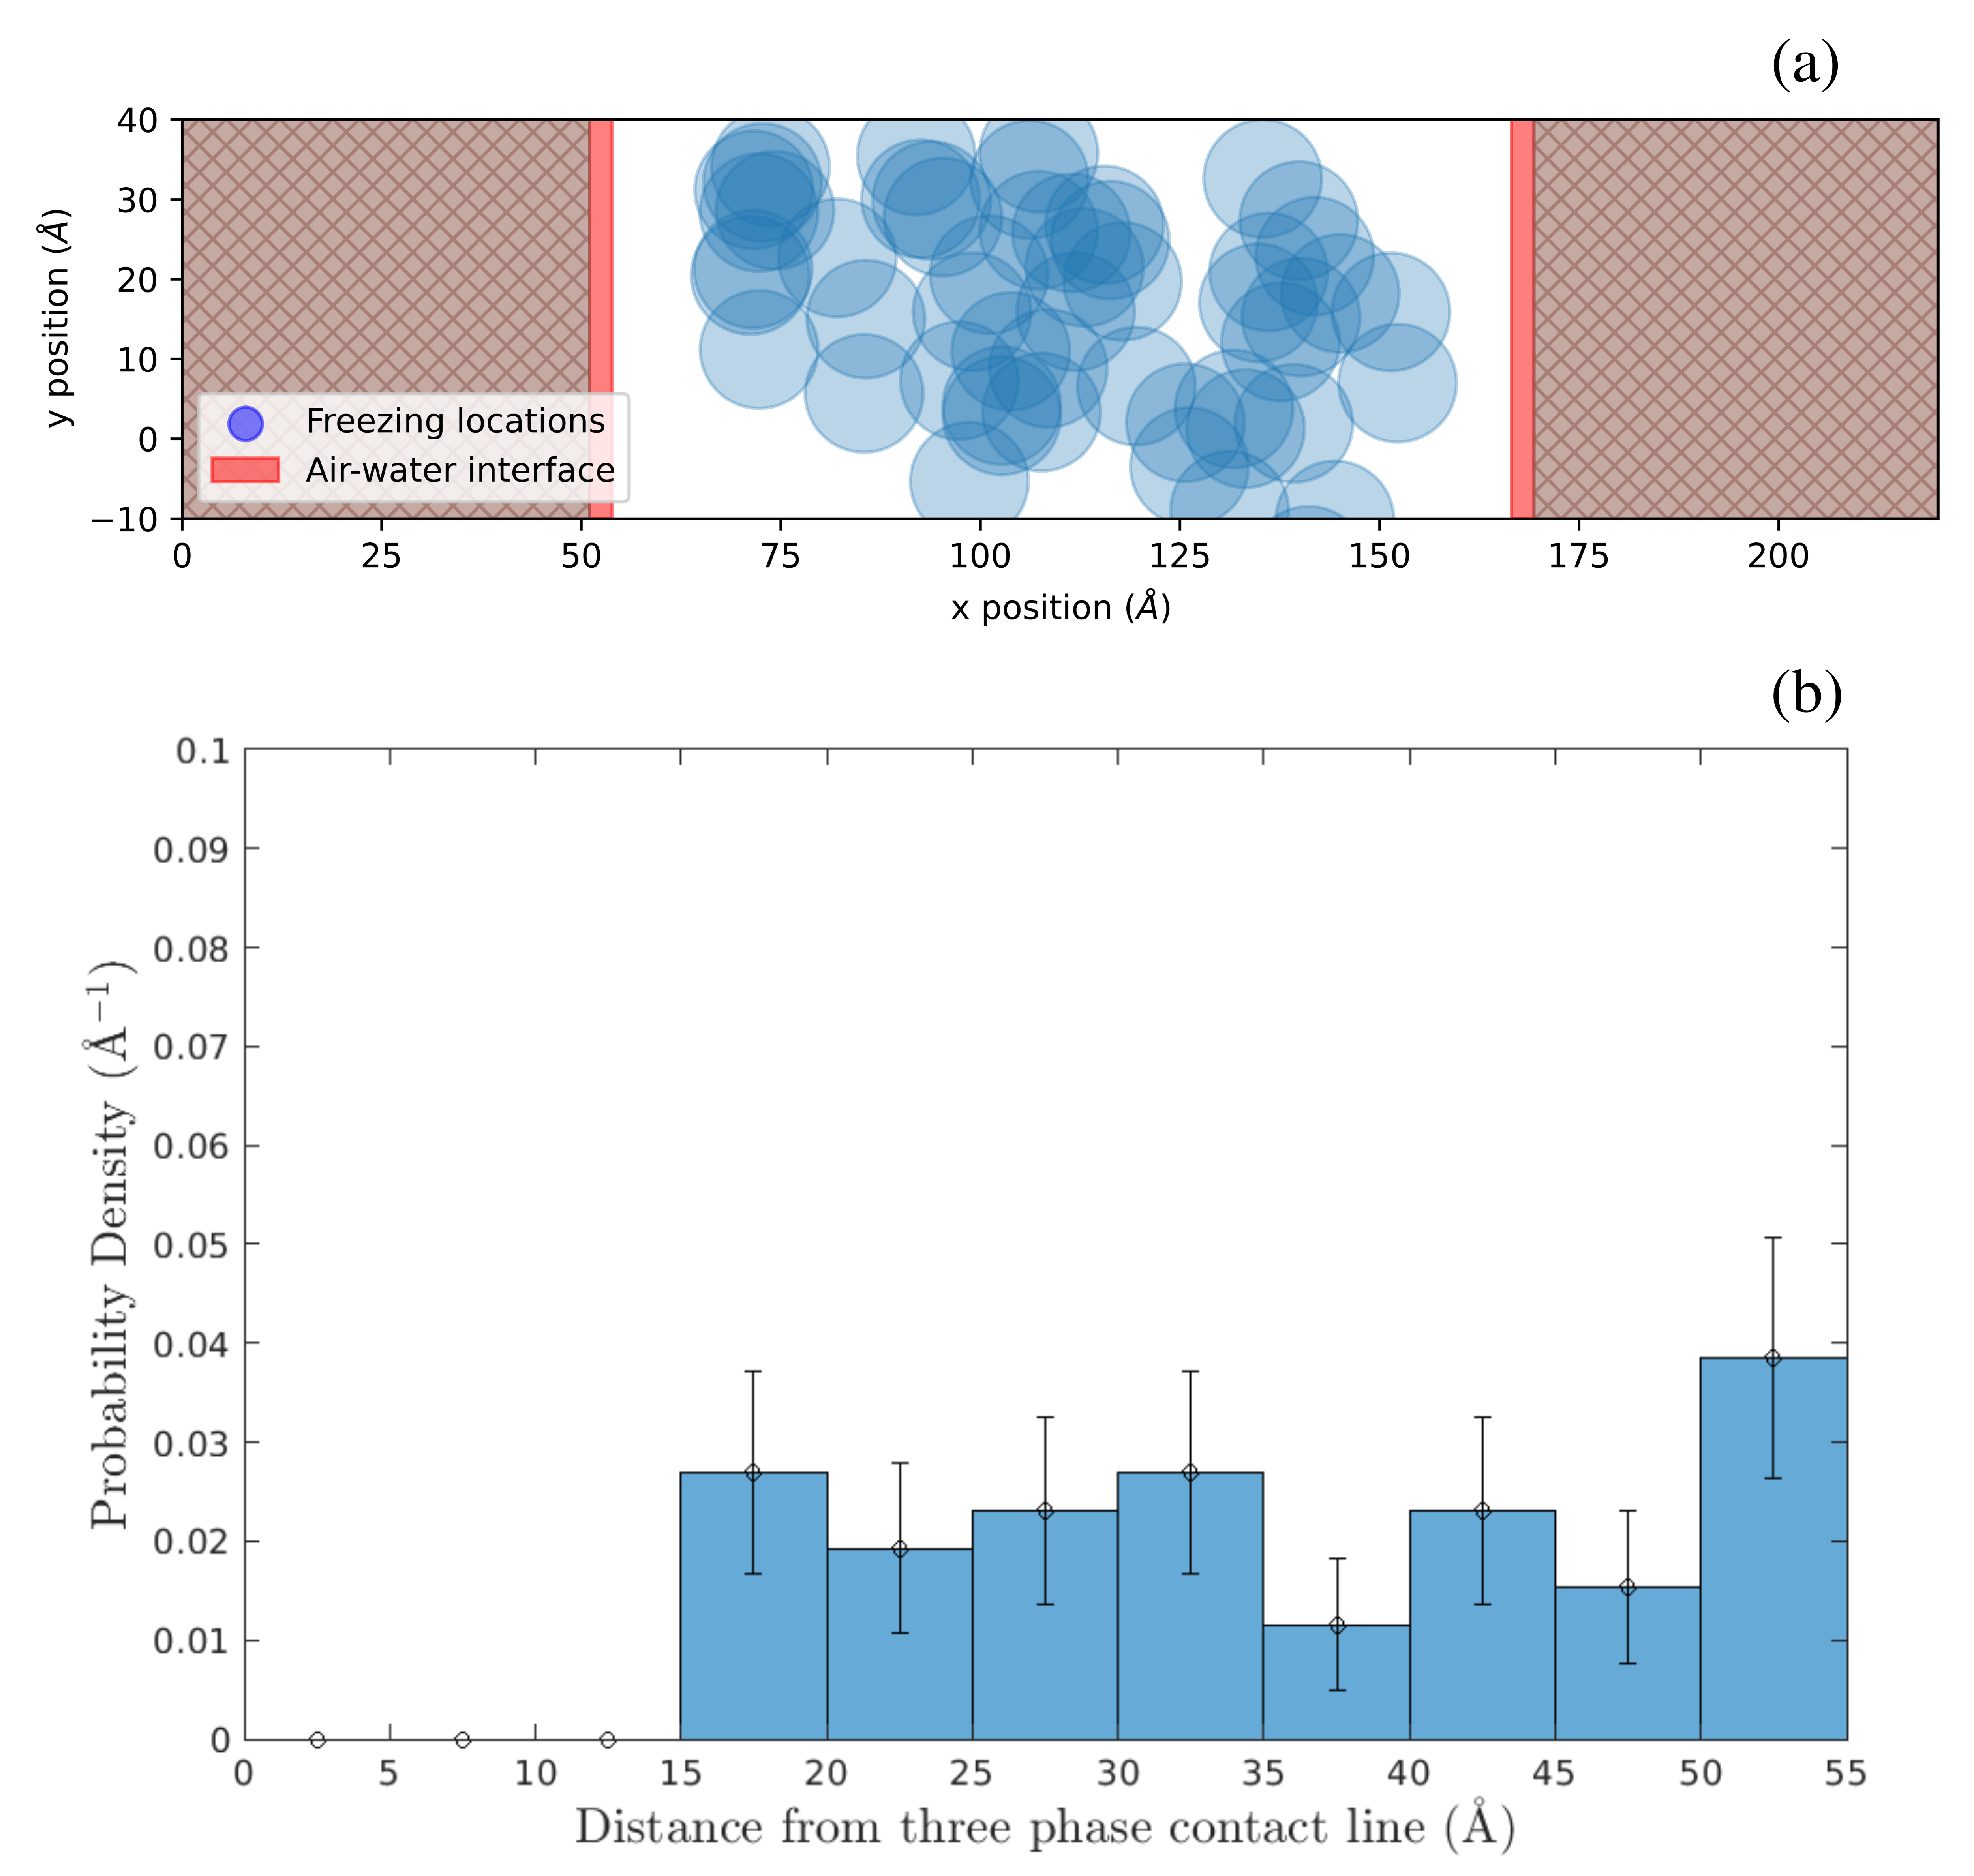 (a)
40
30
20
10
0
−10
y position (Å)
Freezing locations
Air-water interface
0 25 50 75 100 125 150 175 200
x position (Å)
(b)
0.1
0.09
0.08
0.07
0.06
0.05
0.04
0.03
0.02
0.01
0
Probability Density (Å⁻¹)
0 5 10 15 20 25 30 35 40 45 50 55
Distance from three phase contact line (Å)